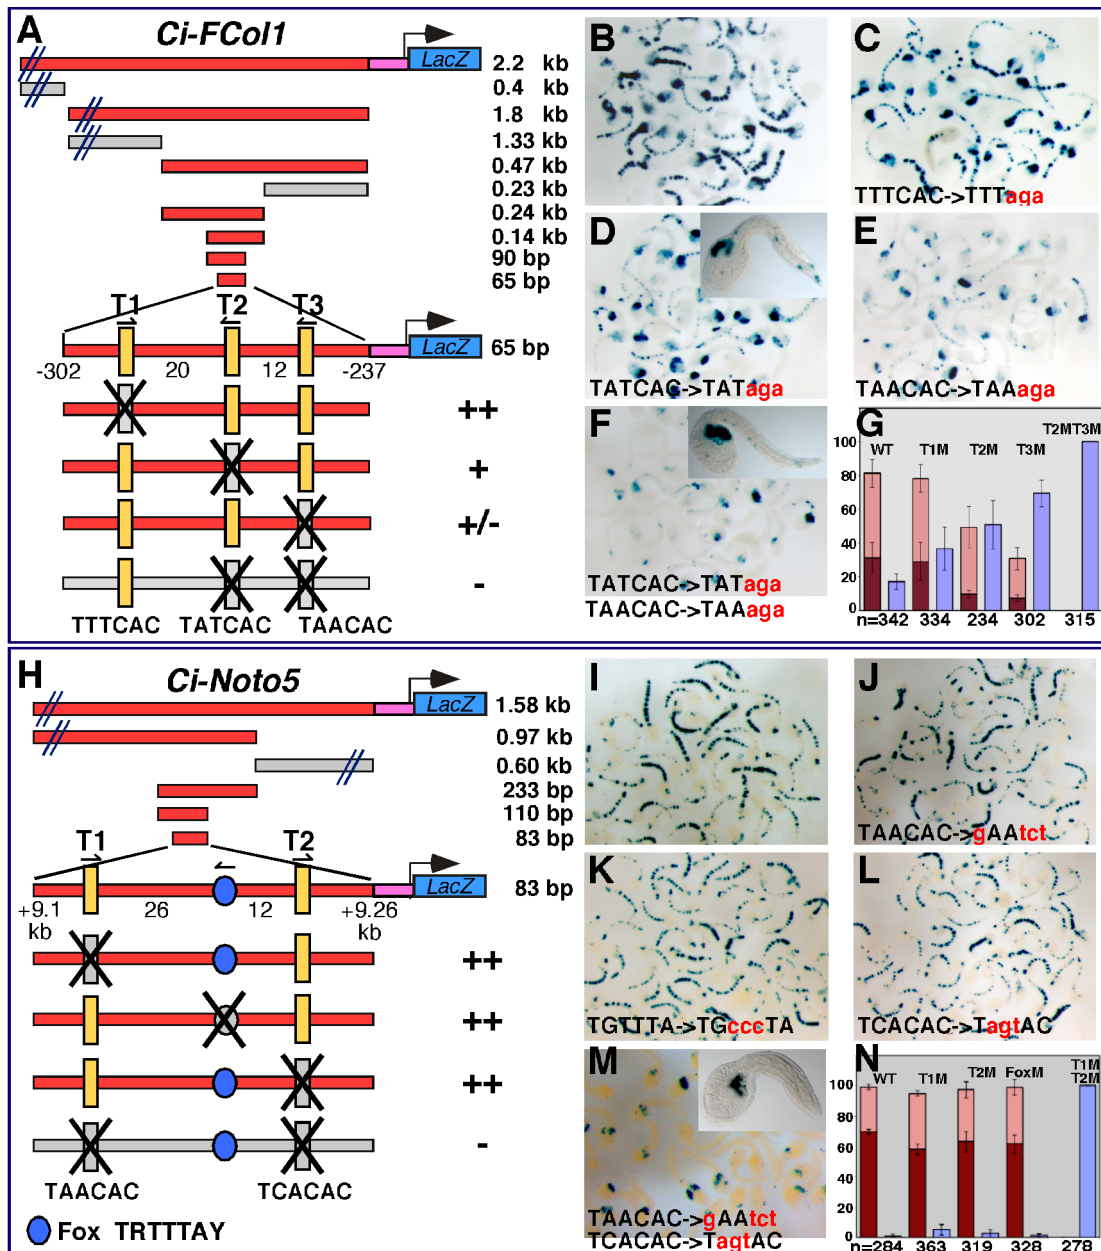 A
Ci-FCol1
LacZ
2.2 kb
0.4 kb
1.8 kb
1.33 kb
0.47 kb
0.23 kb
0.24 kb
0.14 kb
90 bp
65 bp
T1 T2 T3
LacZ
65 bp
-302 20 12 -237
++
+
+/-
-
TTTCAC TATCAC TAACAC
B
C
TTTCAC->TTTaga
D
TATCAC->TATaga
E
TAACAC->TAAaga
F
TATCAC->TATaga
TAACAC->TAAaga
G
T2MT3M
WT T1M T2M T3M
100
80
60
40
20
0
n=342 334 234 302 315
H
Ci-Noto5
LacZ
1.58 kb
0.97 kb
0.60 kb
233 bp
110 bp
83 bp
T1 T2
LacZ
83 bp
+9.1 kb 26 12 +9.26 kb
++
++
++
-
TAACAC TCACAC
Fox TRTTTAY
I
J
TAACAC->gAAtct
K
TGTTTA->TGcccTA
L
TCACAC->TagtAC
M
TAACAC->gAAtct
TCACAC->TagtAC
N
WT T1M T2M FoxM T1M T2M
100
80
60
40
20
0
n=284 363 319 328 278